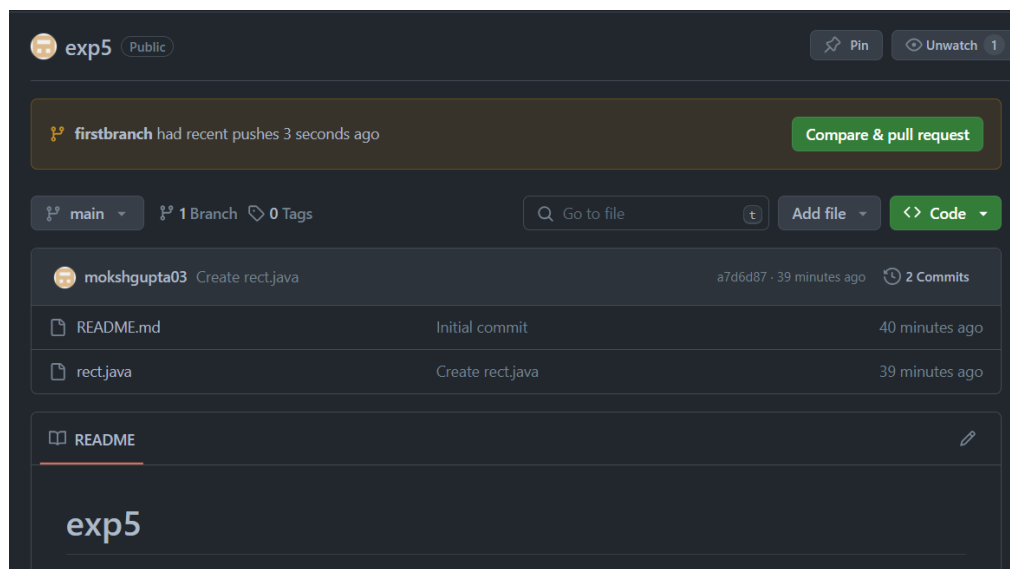 exp5 Public Pin Unwatch 1
firstbranch had recent pushes 3 seconds ago Compare & pull request
main 1 Branch 0 Tags Go to file t Add file <> Code
mokshgupta03 Create rect.java a7d6d87 · 39 minutes ago 2 Commits
README.md Initial commit 40 minutes ago
rect.java Create rect.java 39 minutes ago
README
exp5